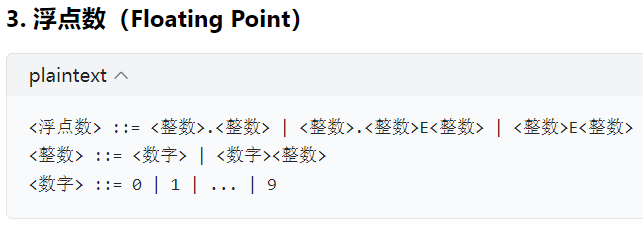 3. 浮点数（Floating Point）
plaintext
<浮点数> ::= <整数>.<整数> | <整数>.<整数>E<整数> | <整数>E<整数>
<整数> ::= <数字> | <数字><整数>
<数字> ::= 0 | 1 | ... | 9